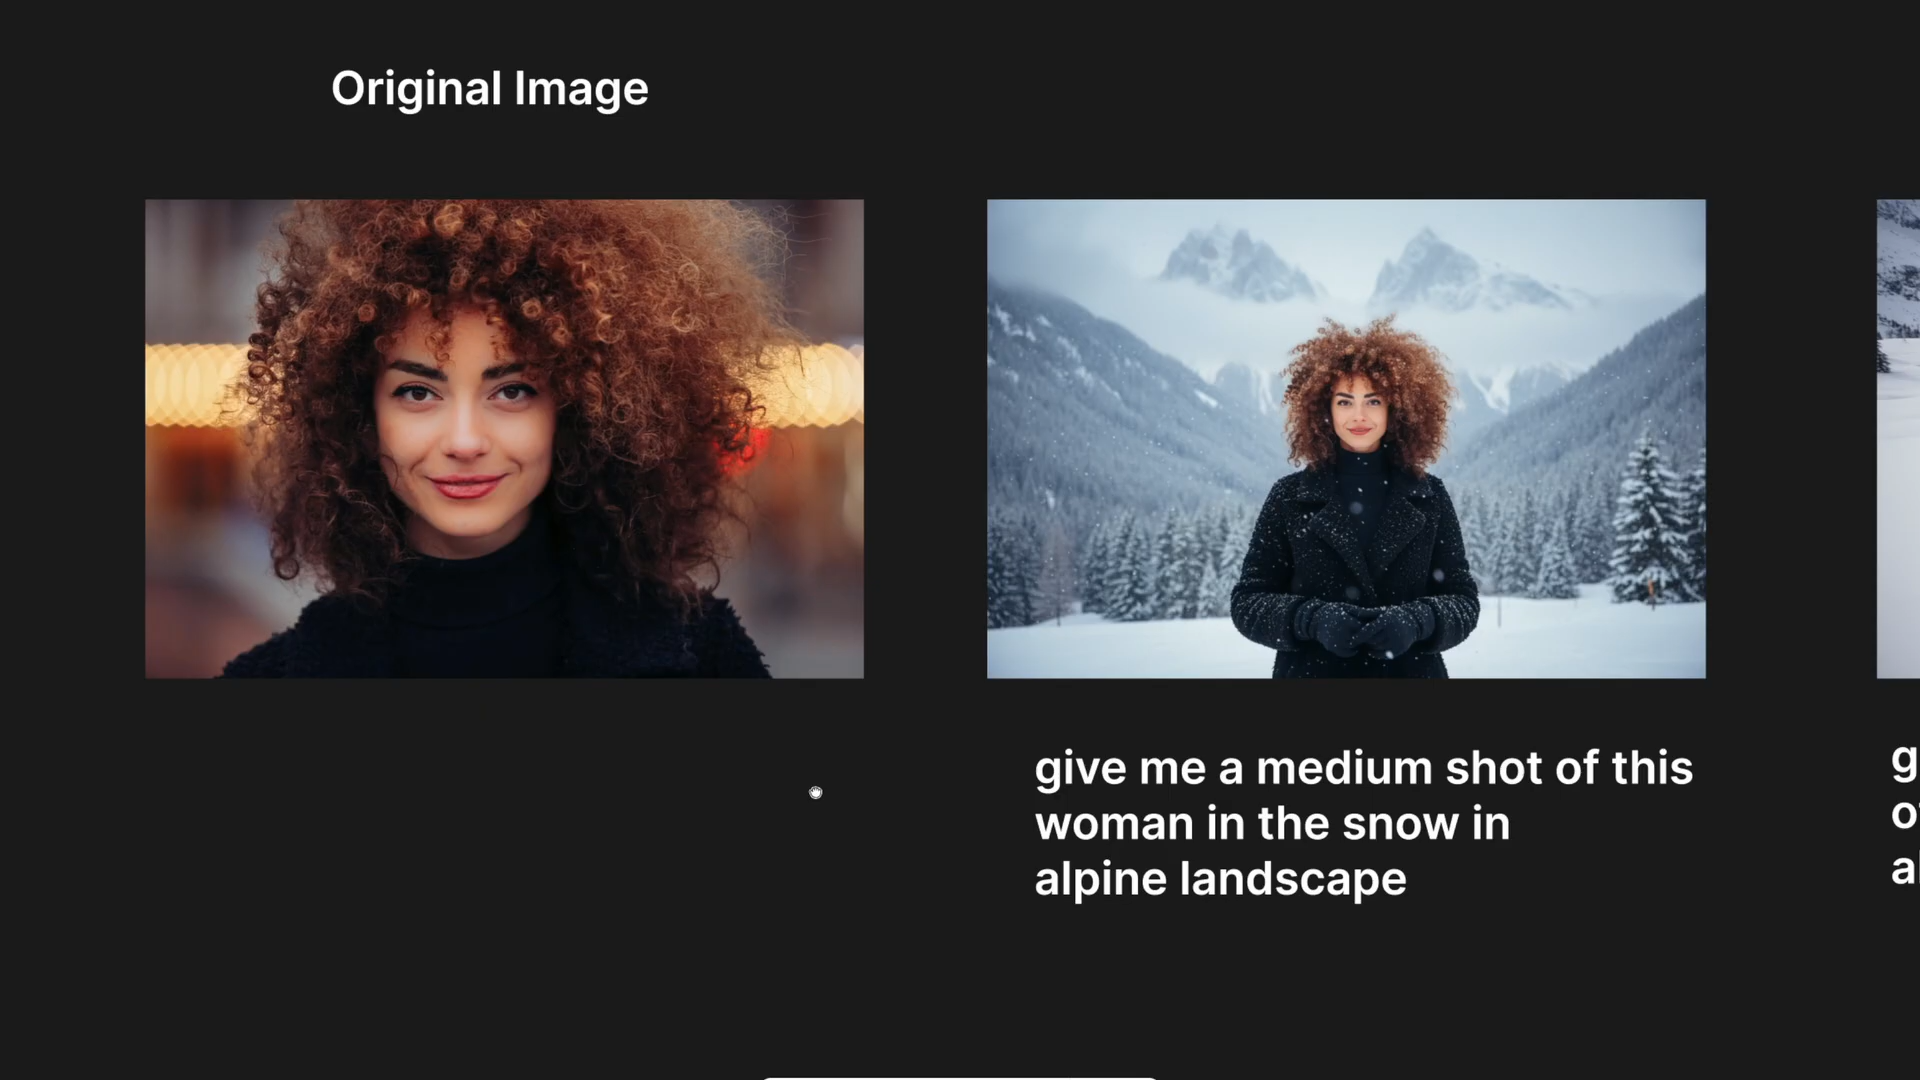 Original Image
give me a medium shot of this
woman in the snow in
alpine landscape